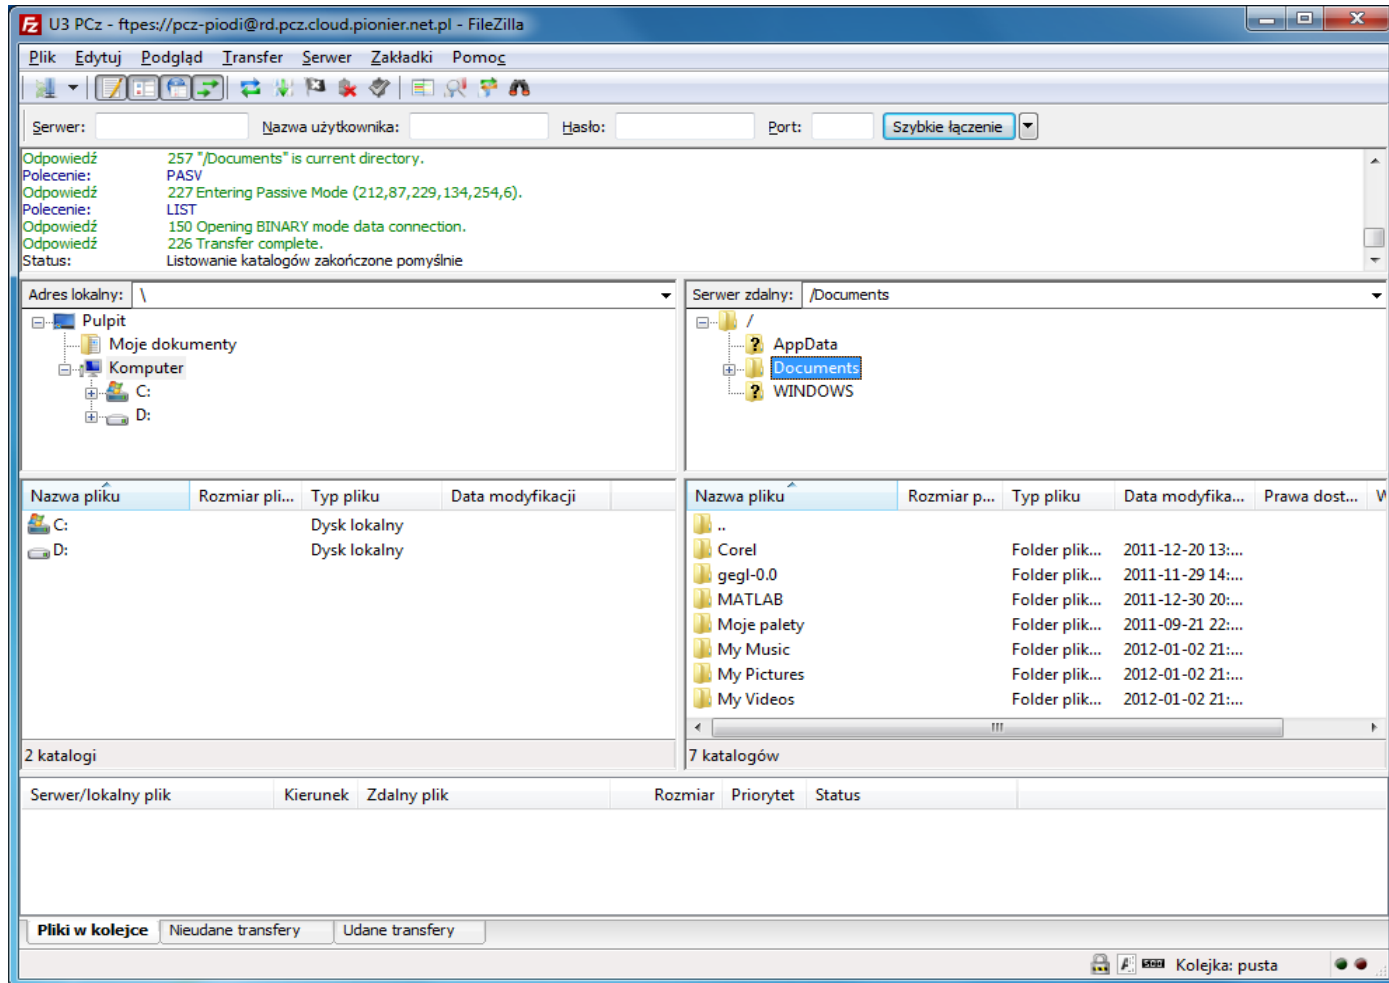 U3 PCz - ftpes://pcz-piodi@rd.pcz.cloud.pionier.net.pl - FileZilla
Plik Edytuj Podgląd Transfer Serwer Zakładki Pomoc
Serwer: Nazwa użytkownika: Hasło: Port: Szybkie łączenie
Odpowiedź 257 "/Documents" is current directory.
Polecenie: PASV
Odpowiedź 227 Entering Passive Mode (212,87,229,134,254,6).
Polecenie: LIST
Odpowiedź 150 Opening BINARY mode data connection.
Odpowiedź 226 Transfer complete.
Status: Listowanie katalogów zakończone pomyślnie
Adres lokalny: \
Pulpit
Moje dokumenty
Komputer
C:
D:
Serwer zdalny: /Documents
/
AppData
Documents
WINDOWS
Nazwa pliku Rozmiar pli... Typ pliku Data modyfikacji
C: Dysk lokalny
D: Dysk lokalny
2 katalogi
Nazwa pliku Rozmiar p... Typ pliku Data modyfika... Prawa dost...
..
Corel Folder plik... 2011-12-20 13:...
gegl-0.0 Folder plik... 2011-11-29 14:...
MATLAB Folder plik... 2011-12-30 20:...
Moje palety Folder plik... 2011-09-21 22:...
My Music Folder plik... 2012-01-02 21:...
My Pictures Folder plik... 2012-01-02 21:...
My Videos Folder plik... 2012-01-02 21:...
7 katalogów
Serwer/lokalny plik Kierunek Zdalny plik Rozmiar Priorytet Status
Pliki w kolejce Nieudane transfery Udane transfery
Kolejka: pusta